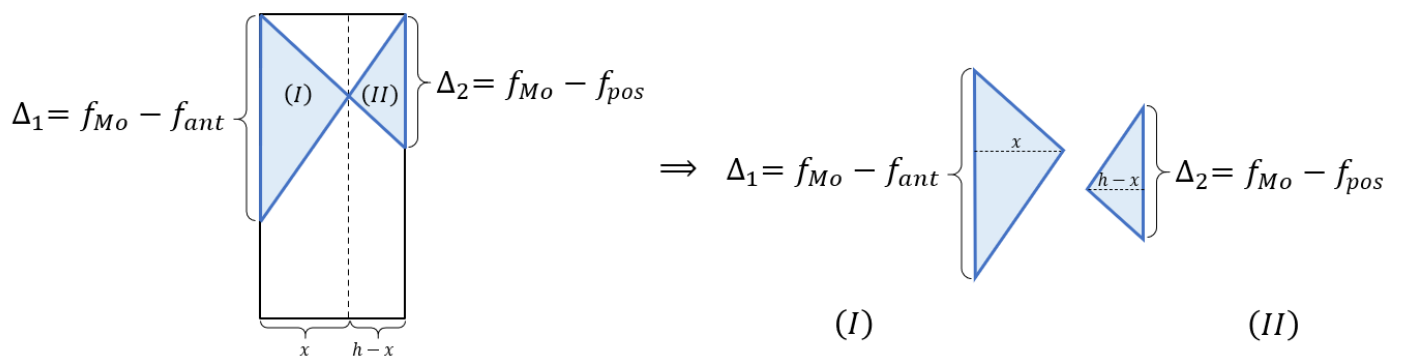 Δ₁= f_Mo − f_ant
(I)
(II)
Δ₂= f_Mo − f_pos
x
h − x
⟹
Δ₁= f_Mo − f_ant
x
h − x
Δ₂= f_Mo − f_pos
(I)
(II)